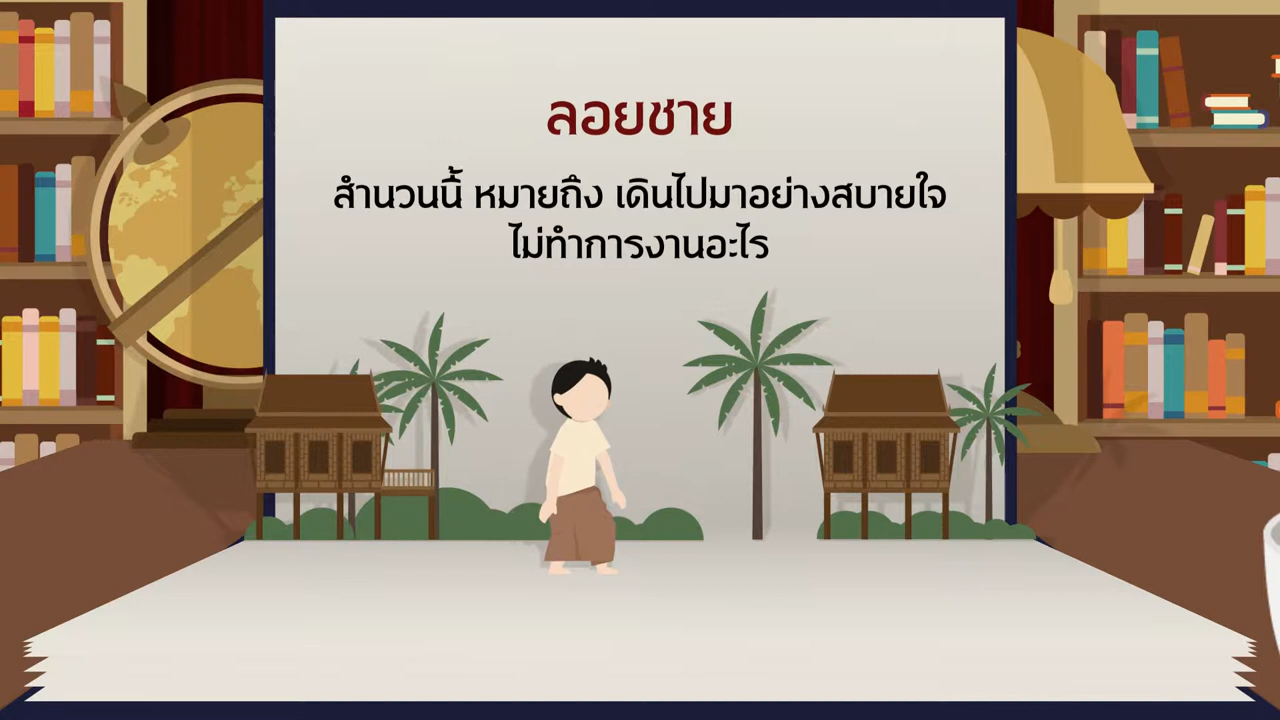 ลอยชาย
สำนวนนี้ หมายถึง เดินไปมาอย่างสบายใจ
ไม่ทำการงานอะไร